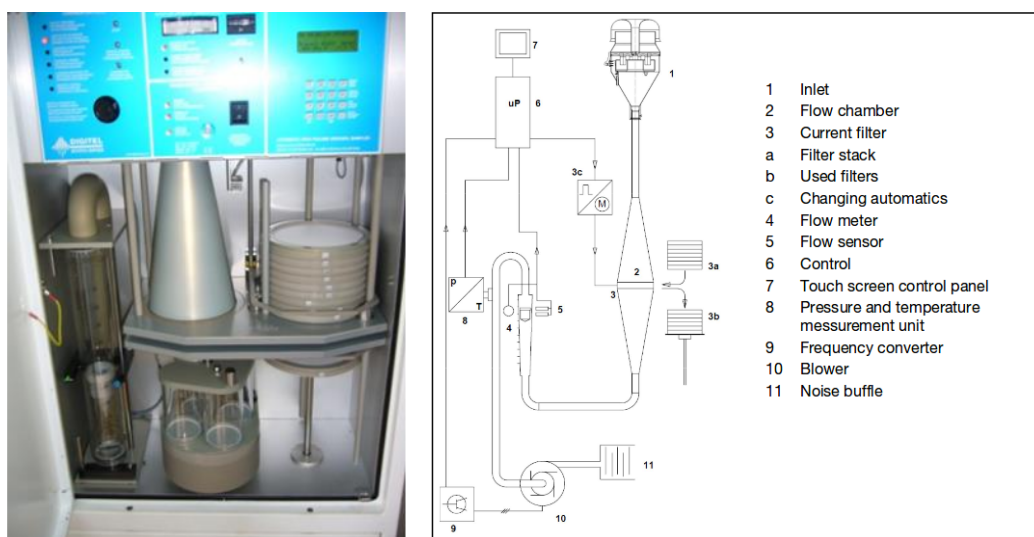 DIGITEL
7
1
uP
6
3c
M
2
3
3a
3b
p
T
8
4
5
9
10
11
1 Inlet
2 Flow chamber
3 Current filter
a Filter stack
b Used filters
c Changing automatics
4 Flow meter
5 Flow sensor
6 Control
7 Touch screen control panel
8 Pressure and temperature
messurement unit
9 Frequency converter
10 Blower
11 Noise buffle